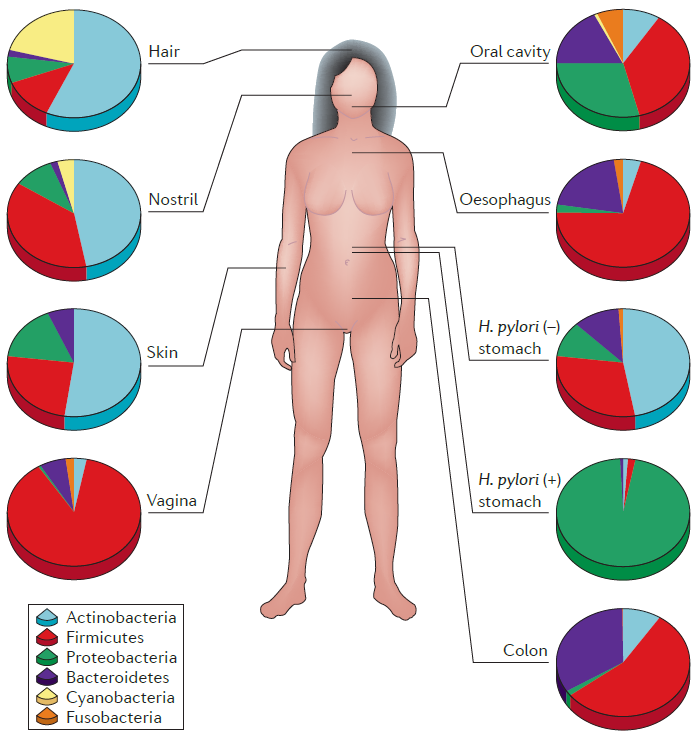 Hair
Oral cavity
Nostril
Oesophagus
Skin
H. pylori (–)
stomach
Vagina
H. pylori (+)
stomach
Colon
Actinobacteria
Firmicutes
Proteobacteria
Bacteroidetes
Cyanobacteria
Fusobacteria